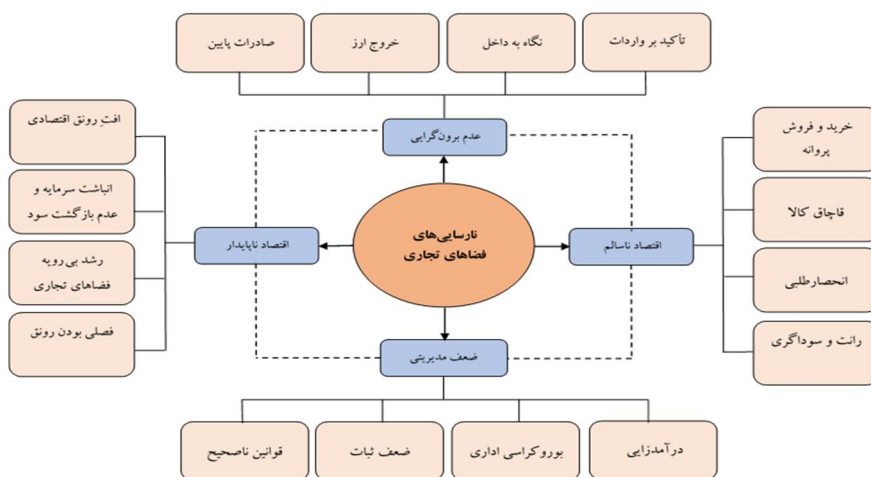 تأکید بر واردات
نگاه به داخل
خروج ارز
صادرات پایین
عدم برون‌گرایی
خرید و فروش
پروانه
قاچاق کالا
انحصارطلبی
رانت و سوداگری
اقتصاد ناسالم
نارسایی‌های
فضاهای تجاری
اقتصاد ناپایدار
افتِ رونق اقتصادی
انباشت سرمایه و
عدم بازگشت سود
رشد بی رویه
فضاهای تجاری
فصلی بودن رونق
ضعف مدیریتی
درآمدزایی
بوروکراسی اداری
ضعف ثبات
قوانین ناصحیح